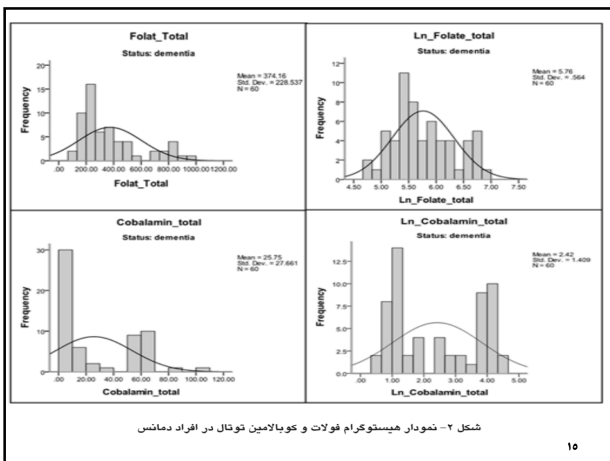 Folat_Total
Status: dementia
Mean = 374.16
Std. Dev. = 228.537
N = 60
Frequency
20
15
10
5
0
.00 200.00 400.00 600.00 800.00 1000.00 1200.00
Folat_Total
Ln_Folate_total
Status: dementia
Mean = 5.76
Std. Dev. = .564
N = 60
Frequency
12
10
8
6
4
2
0
4.50 5.00 5.50 6.00 6.50 7.00 7.50
Ln_Folate_total
Cobalamin_total
Status: dementia
Mean = 25.75
Std. Dev. = 27.661
N = 60
Frequency
30
20
10
0
.00 20.00 40.00 60.00 80.00 100.00 120.00
Cobalamin_total
Ln_Cobalamin_total
Status: dementia
Mean = 2.42
Std. Dev. = 1.409
N = 60
Frequency
12.5
10.0
7.5
5.0
2.5
0.0
.00 1.00 2.00 3.00 4.00 5.00
Ln_Cobalamin_total
شکل ۲- نمودار هیستوگرام فولات و کوبالامین توتال در افراد دمانس
۱۵